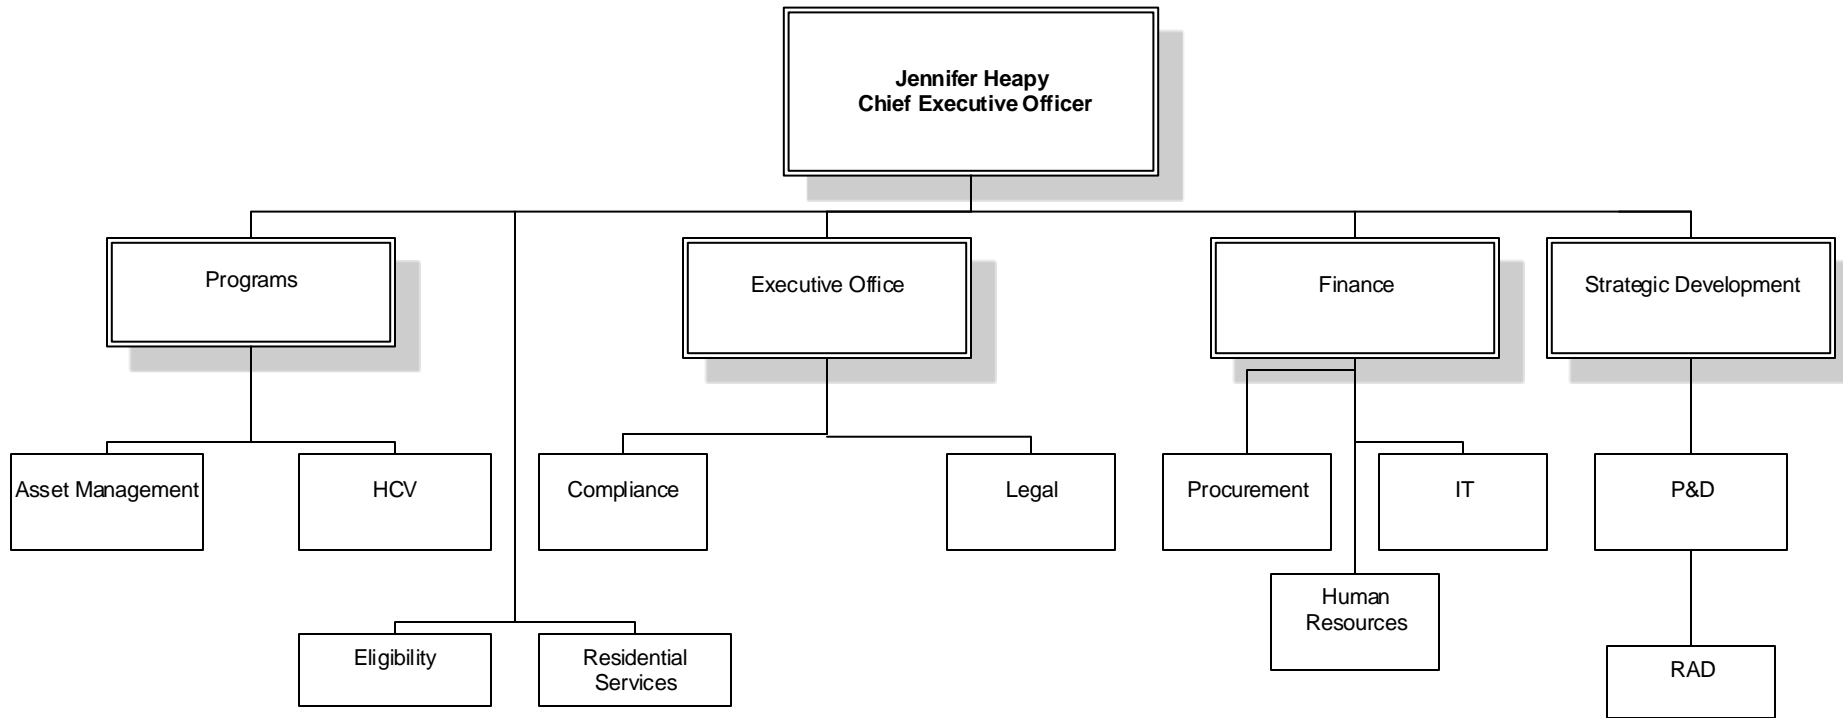 Jennifer Heapy
Chief Executive Officer
Programs
Executive Office
Finance
Strategic Development
Asset Management
HCV
Compliance
Legal
Procurement
IT
P&D
Human
Resources
Eligibility
Residential
Services
RAD